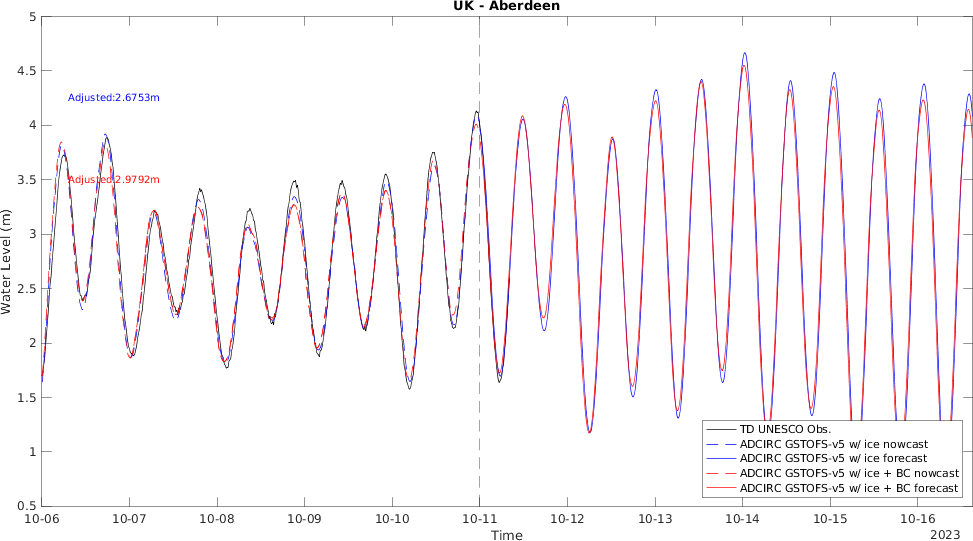 UK - Aberdeen
5
4.5
4
3.5
3
2.5
2
1.5
1
0.5
Water Level (m)
Adjusted:2.6753m
Adjusted:2.9792m
TD UNESCO Obs.
ADCIRC GSTOFS-v5 w/ ice nowcast
ADCIRC GSTOFS-v5 w/ ice forecast
ADCIRC GSTOFS-v5 w/ ice + BC nowcast
ADCIRC GSTOFS-v5 w/ ice + BC forecast
10-06 10-07 10-08 10-09 10-10 10-11 10-12 10-13 10-14 10-15 10-16
Time
2023